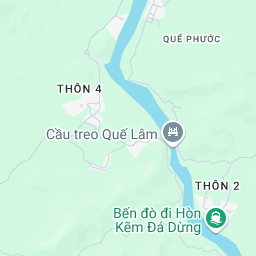 QUẾ PHƯỚC
THÔN 4
Cầu treo Quế Lâm
THÔN 2
Bến đò đi Hòn
Kẽm Đá Dừng